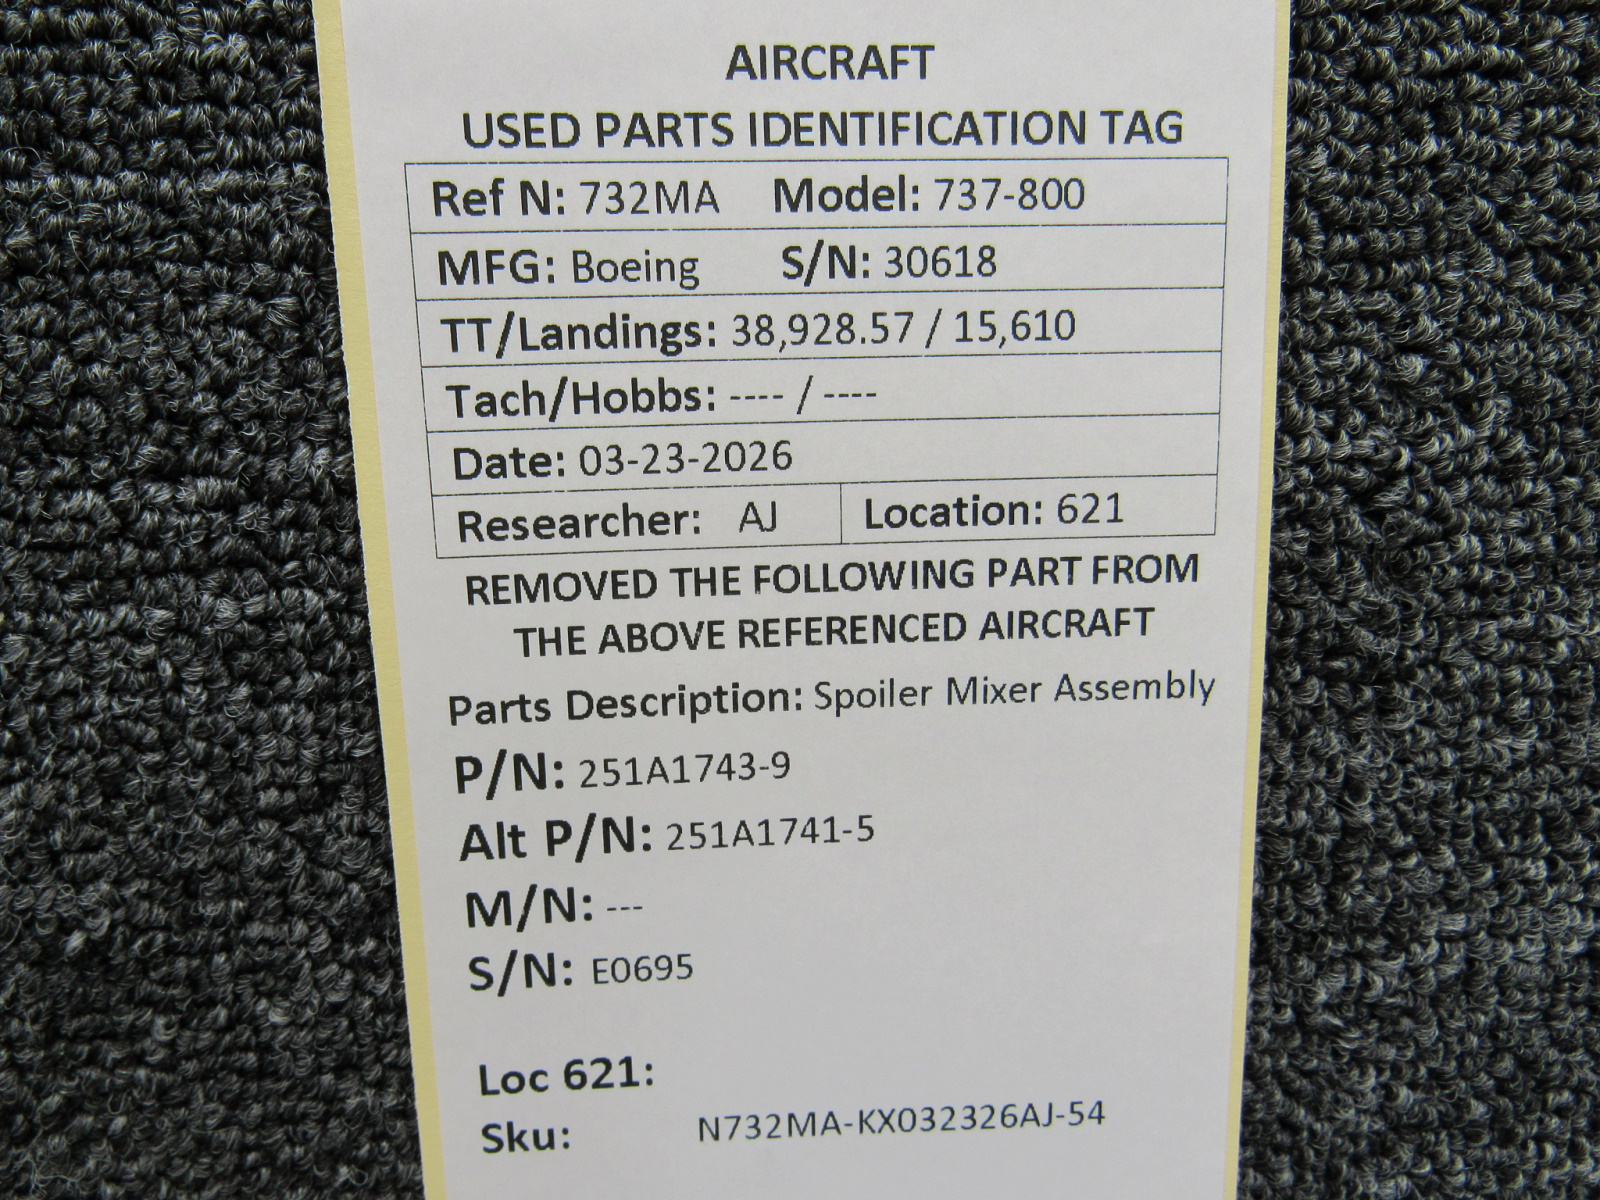 AIRCRAFT
USED PARTS IDENTIFICATION TAG
Ref N: 732MA Model: 737-800
MFG: Boeing S/N: 30618
TT/Landings: 38,928.57 / 15,610
Tach/Hobbs: ---- / ----
Date: 03-23-2026
Researcher: AJ Location: 621
REMOVED THE FOLLOWING PART FROM
THE ABOVE REFERENCED AIRCRAFT
Parts Description: Spoiler Mixer Assembly
P/N: 251A1743-9
Alt P/N: 251A1741-5
M/N: ---
S/N: E0695
Loc 621:
Sku: N732MA-KX032326AJ-54